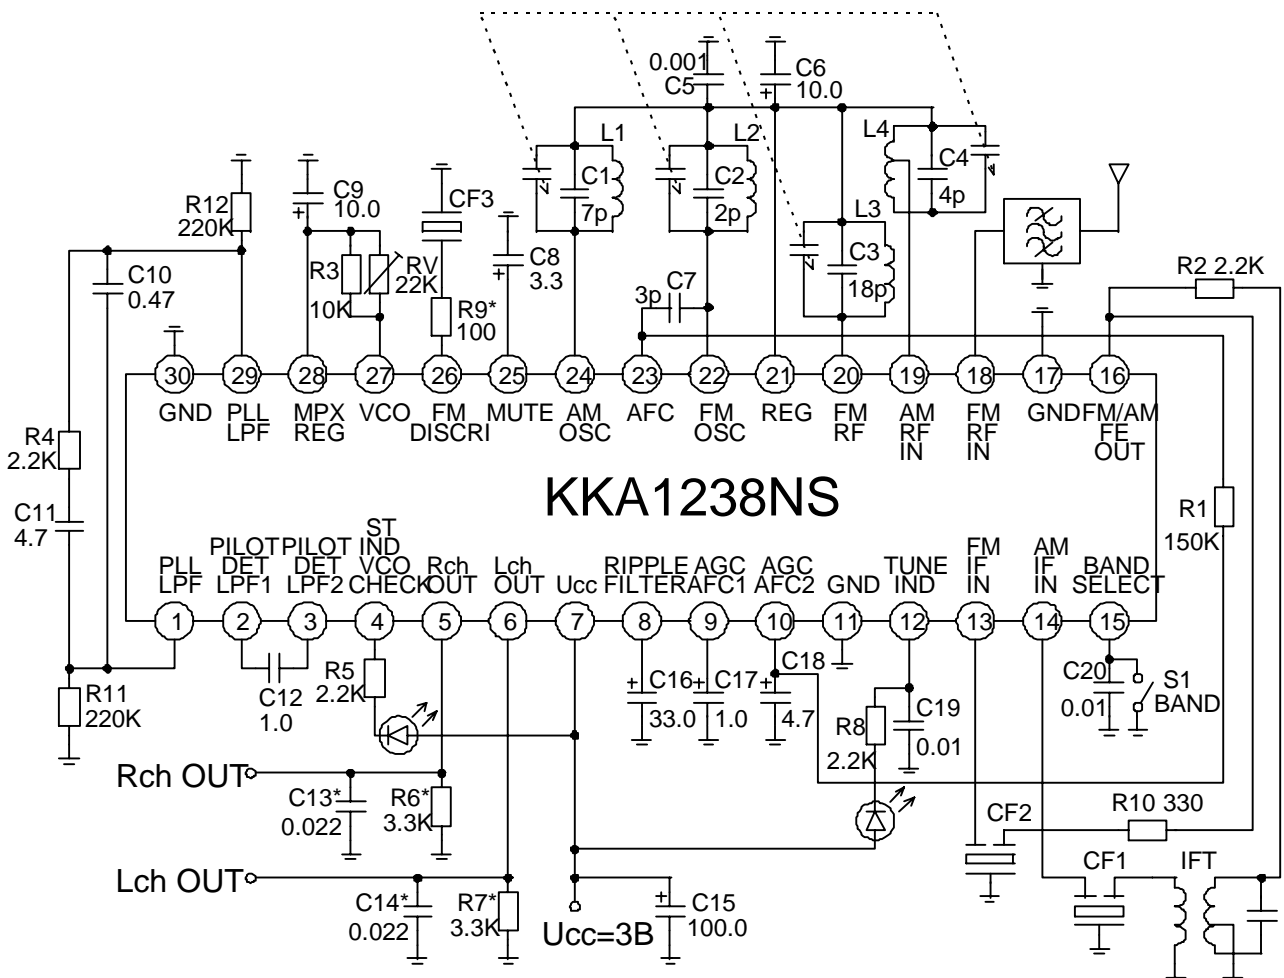 0.001
C5
C6
10.0
L1
L2
L4
C1
7p
C2
2p
C4
4p
R12
220K
C9
10.0
CF3
C8
3.3
L3
C3
18p
C10
0.47
R3
10K
RV
22K
R9*
100
3p
C7
R2 2.2K
30
29
28
27
26
25
24
23
22
21
20
19
18
17
16
GND
PLL
LPF
MPX
REG
VCO
FM
DISCRI
MUTE
AM
OSC
AFC
FM
OSC
REG
FM
RF
AM
RF
IN
FM
RF
IN
GND
FM/AM
FE
OUT
R4
2.2K
C11
4.7
KKA1238NS
R1
150K
PLL
LPF
PILOT
DET
LPF1
PILOT
DET
LPF2
ST
IND
VCO
CHECK
Rch
OUT
Lch
OUT
Ucc
RIPPLE
FILTER
AGC
AFC1
AGC
AFC2
GND
TUNE
IND
FM
IF
IN
AM
IF
IN
BAND
SELECT
1
2
3
4
5
6
7
8
9
10
11
12
13
14
15
R11
220K
C12
1.0
R5
2.2K
+
C16
33.0
+
C17
1.0
+
C18
4.7
R8
2.2K
C19
0.01
C20
0.01
S1
BAND
Rch OUT
C13*
0.022
R6*
3.3K
CF2
R10 330
Lch OUT
C14*
0.022
R7*
3.3K
Ucc=3B
+
C15
100.0
CF1
IFT